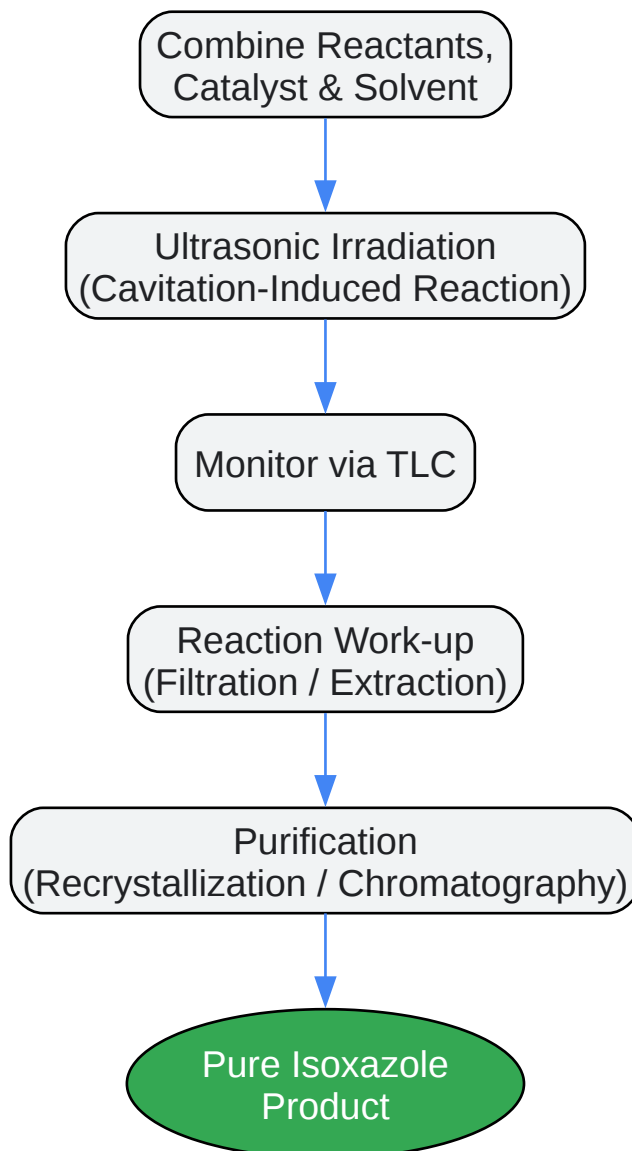 Combine Reactants,
Catalyst & Solvent
Ultrasonic Irradiation
(Cavitation-Induced Reaction)
Monitor via TLC
Reaction Work-up
(Filtration / Extraction)
Purification
(Recrystallization / Chromatography)
Pure Isoxazole
Product